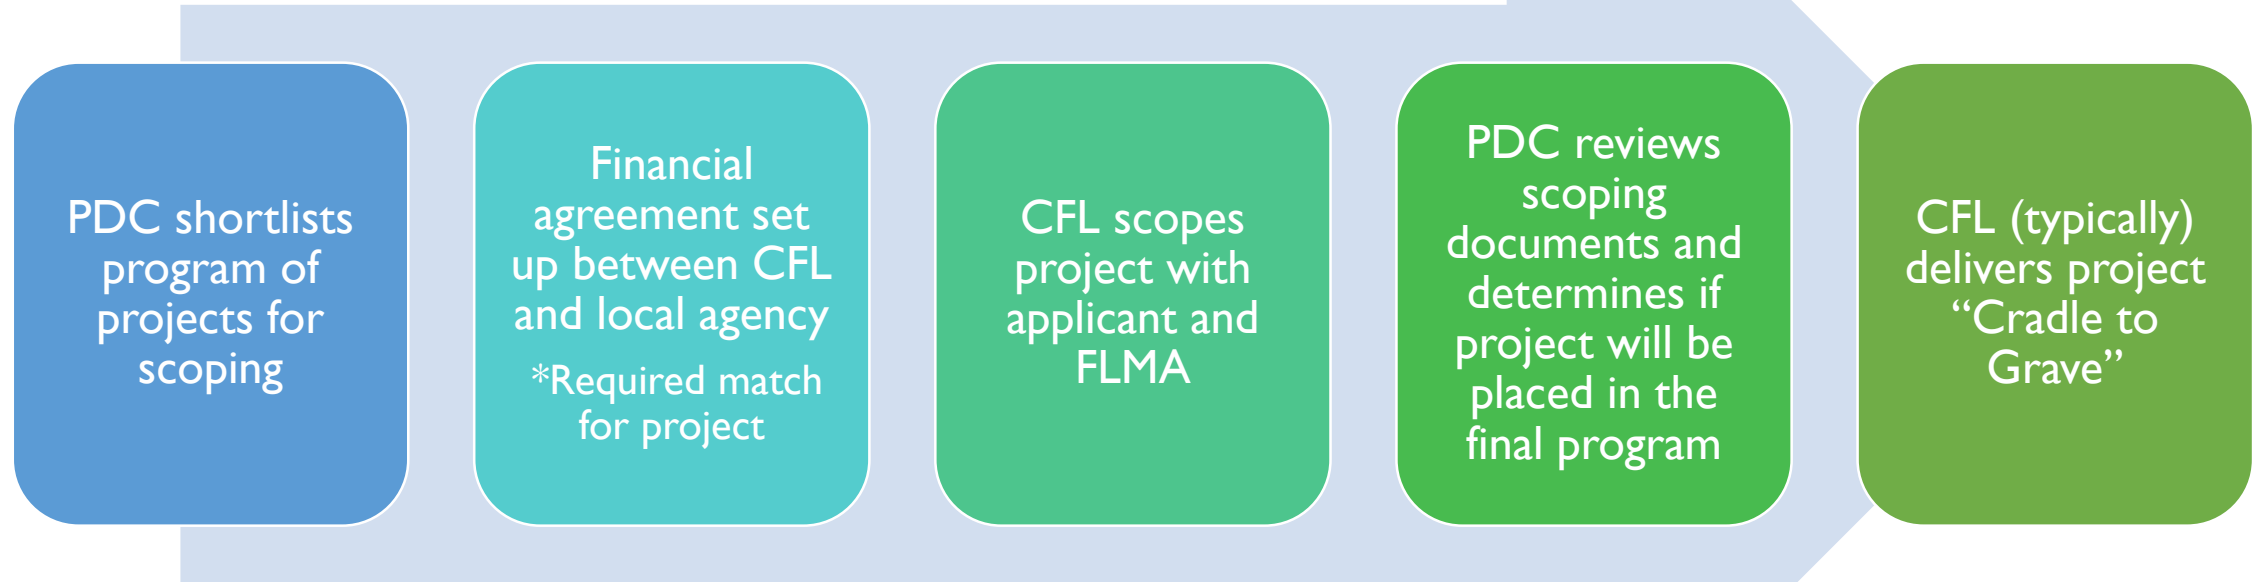 PDC shortlists
program of
projects for
scoping
Financial
agreement set
up between CFL
and local agency
*Required match
for project
CFL scopes
project with
applicant and
FLMA
PDC reviews
scoping
documents and
determines if
project will be
placed in the
final program
CFL (typically)
delivers project
“Cradle to
Grave”